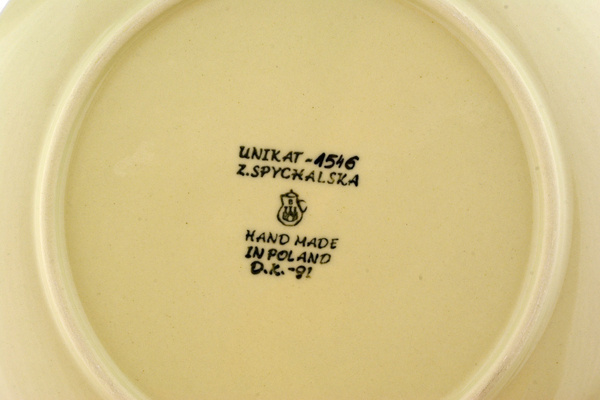 UNIKAT-1546
Z.SPYCHALSKA
HAND MADE
IN POLAND
D.K.-91